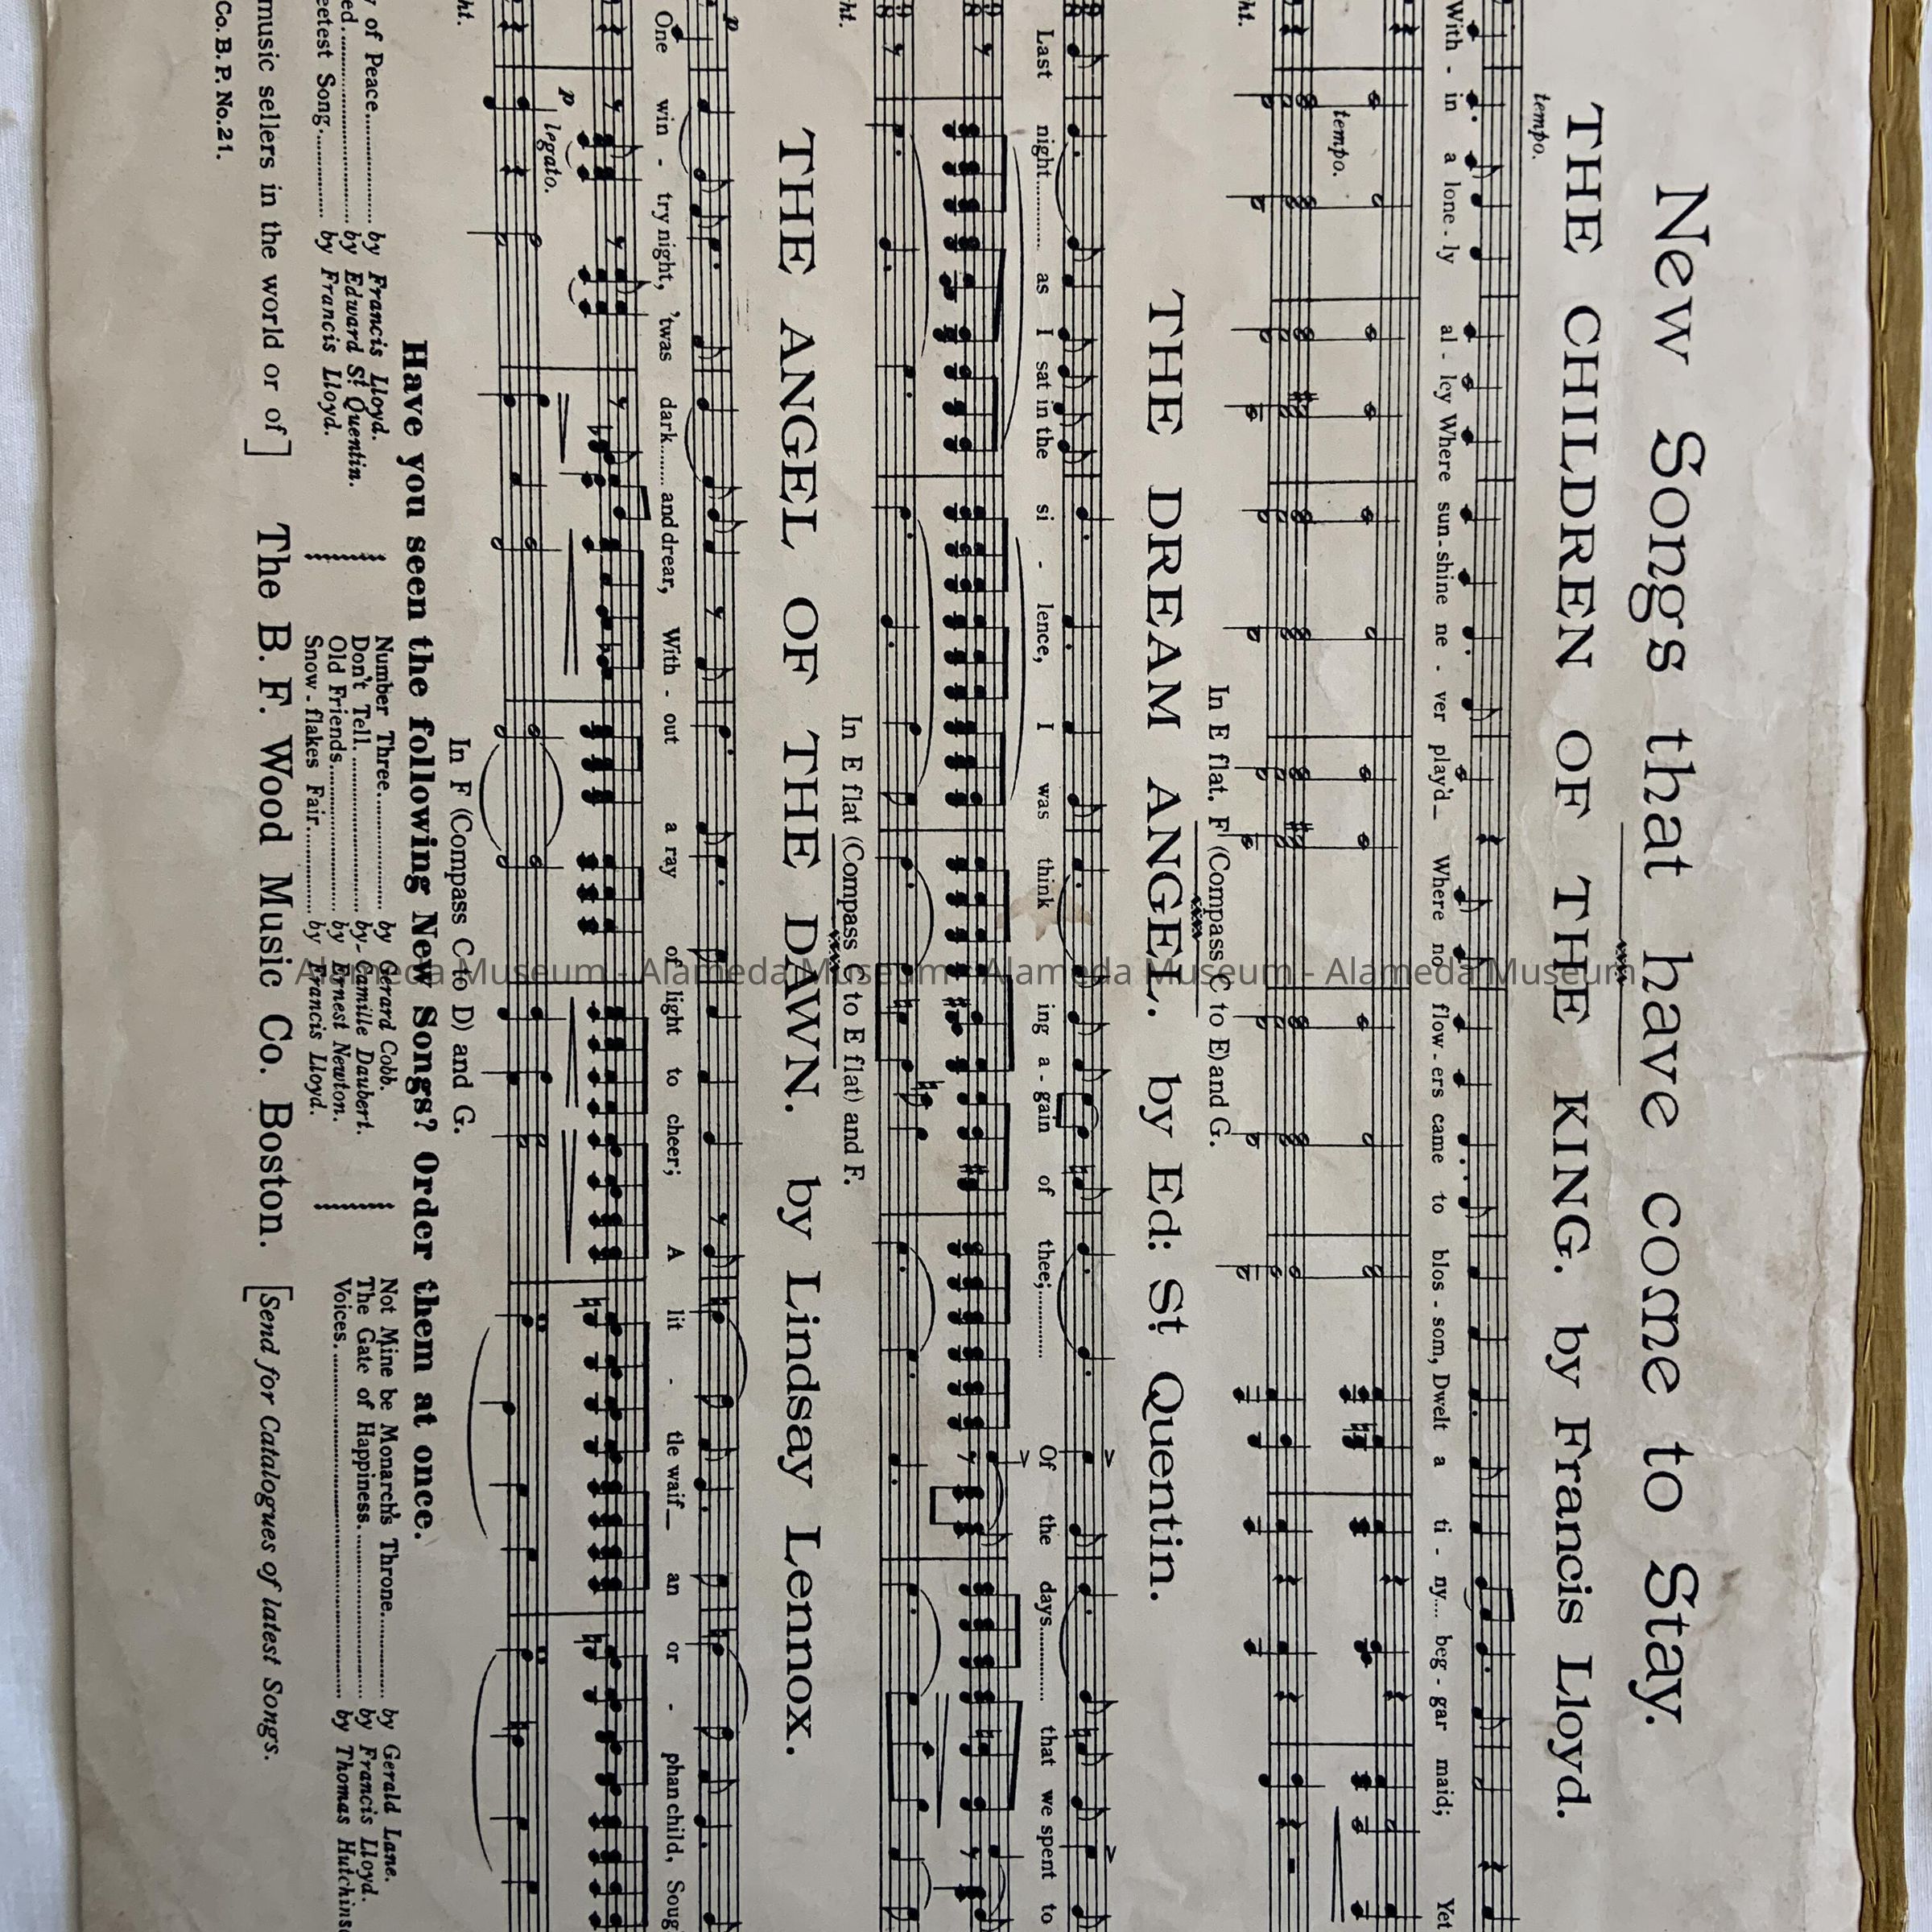 New Songs that have come to Stay.
THE CHILDREN OF THE KING. by Francis Lloyd.
tempo.
With - in a lone - ly al - ley Where sun-shine ne - ver play'd_ Where no flow-ers came to blos - som, Dwelt a ti - ny.... beg - gar maid; Yet
tempo.
ht.
In E flat, F (Compass C to E) and G.
THE DREAM ANGEL. by Ed: St Quentin.
Last night.......... as I sat in the si - lence, I was think ing a - gain of thee;............ Of the days............ that we spent to
ht.
In E flat (Compass C to E flat) and F.
THE ANGEL OF THE DAWN. by Lindsay Lennox.
p
One win - try night, 'twas dark........ and drear, With - out a ray of light to cheer; A lit - tle waif_ an or - phan child, Soug
p legato.
ht.
In F (Compass C to D) and G.
Have you seen the following New Songs? Order them at once.
y of Peace................ by Francis Lloyd.
ed............................ by Edward St Quentin.
eetest Song............. by Francis Lloyd.
Number Three.................. by Gerard Cobb.
Don't Tell......................... by Camille Daubert.
Old Friends....................... by Ernest Newton.
Snow-flakes Fair............. by Francis Lloyd.
Not Mine be Monarch's Throne............. by Gerald Lane.
The Gate of Happiness......................... by Francis Lloyd.
Voices....................................................... by Thomas Hutchins
music sellers in the world or of] The B. F. Wood Music Co. Boston. [Send for Catalogues of latest Songs.
Co. B. P. No. 21.
Alameda Museum - Alameda Museum - Alameda Museum - Alameda Museum